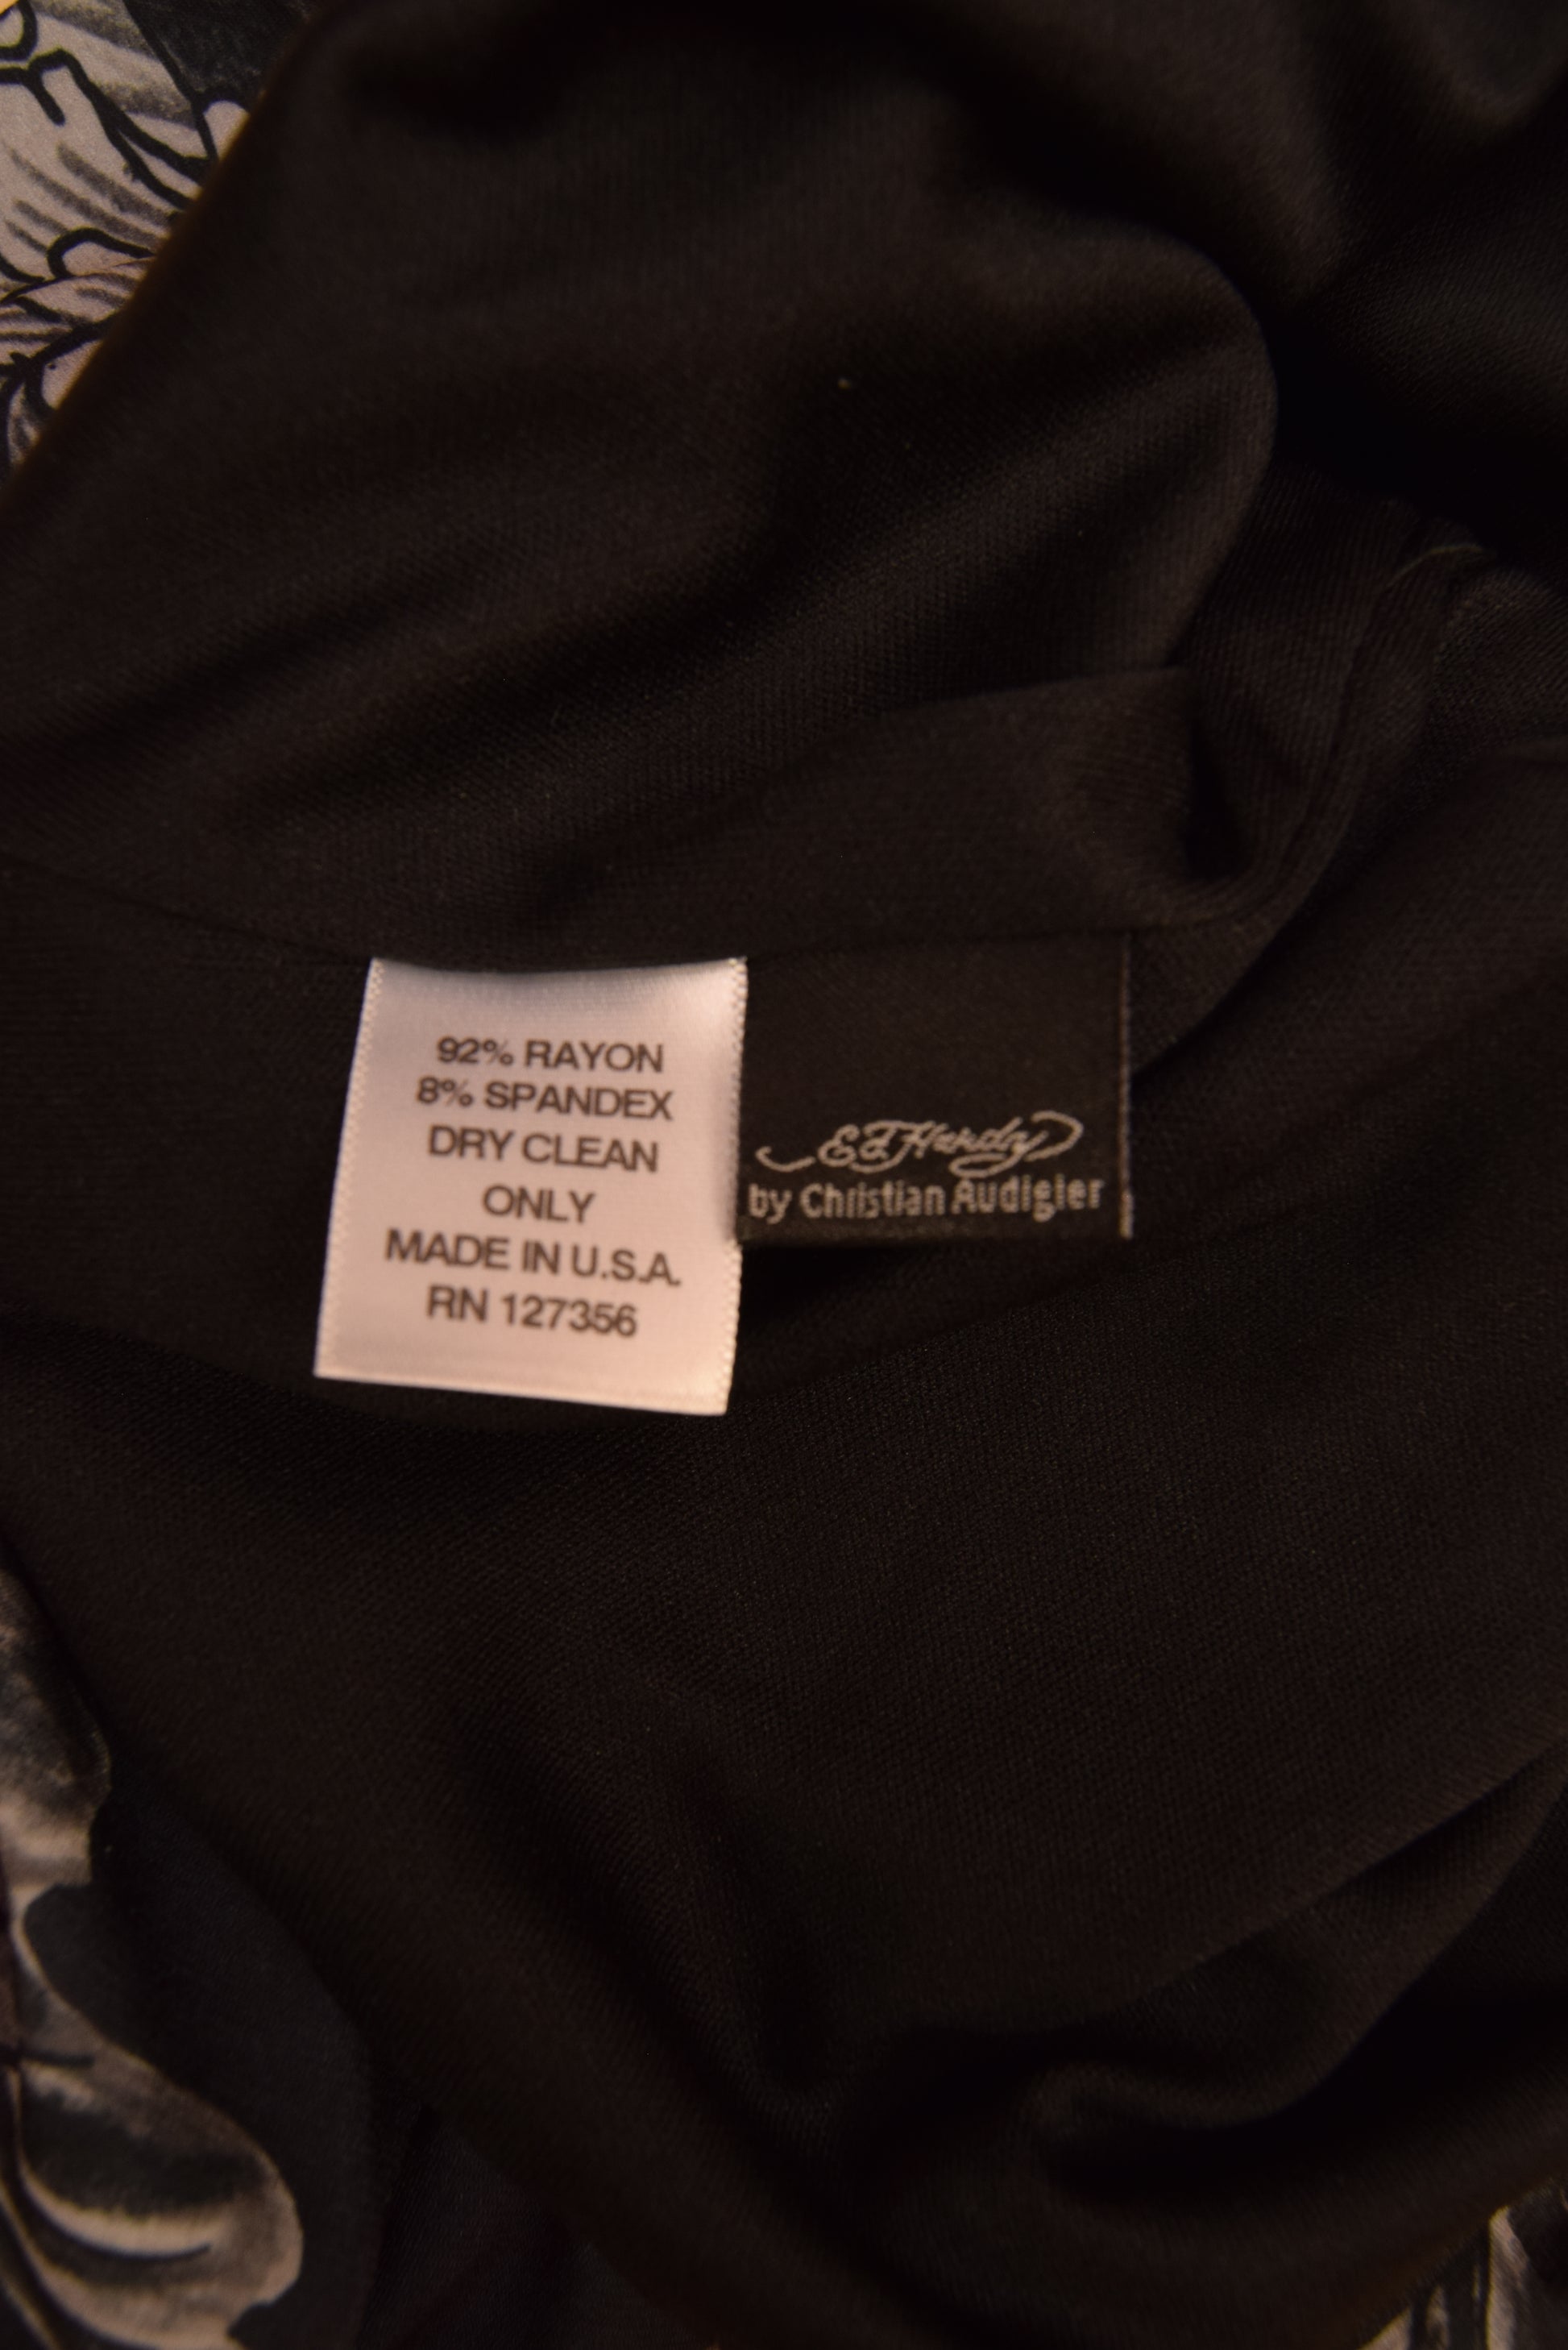 92% RAYON
8% SPANDEX
DRY CLEAN
ONLY
MADE IN U.S.A.
RN 127356
Ed Hardy
by Christian Audigier